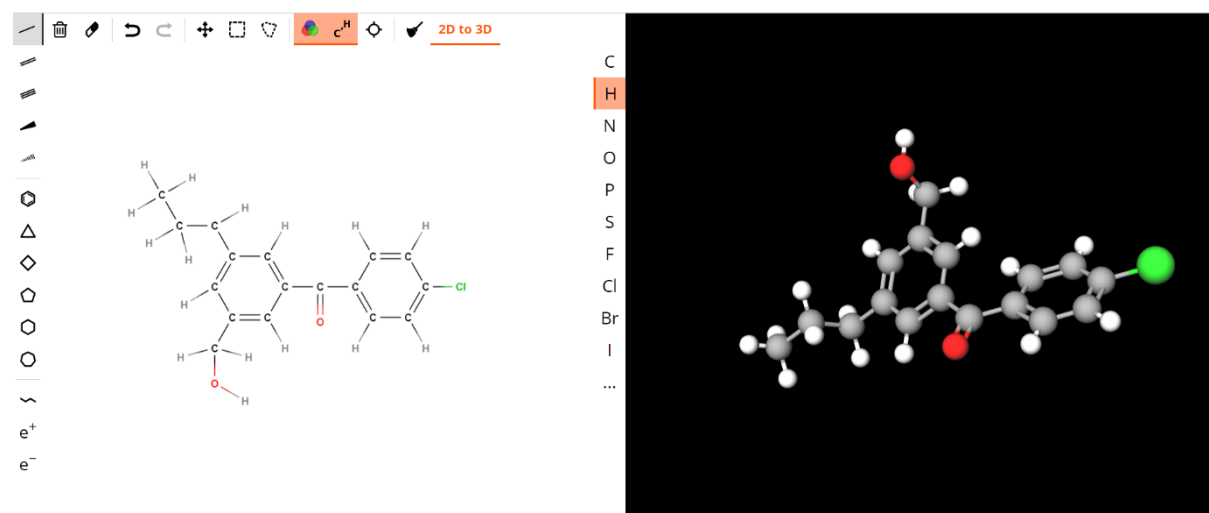 C H
2D to 3D
H
H
C
H
H
C C H H H
H
H
C C C C
C C C C C Cl
H
C C O C C
C H H H
H H
O
H
e+
e−
C
H
N
O
P
S
F
Cl
Br
I
...